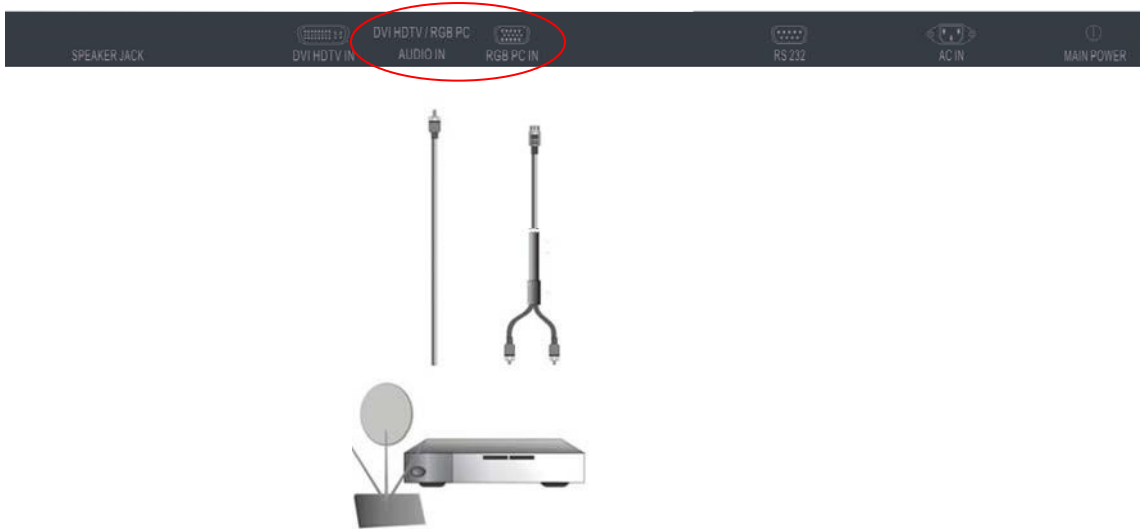 SPEAKER JACK
DVI HDTV IN
DVI HDTV / RGB PC
AUDIO IN
RGB PC IN
RS 232
AC IN
MAIN POWER